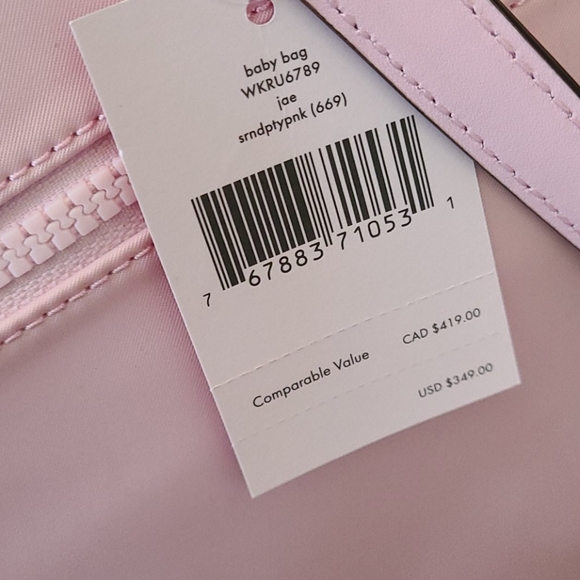 baby bag
WKRU6789
jae
srndptypnk (669)
7 67883 71053 1
Comparable Value CAD $419.00
USD $349.00